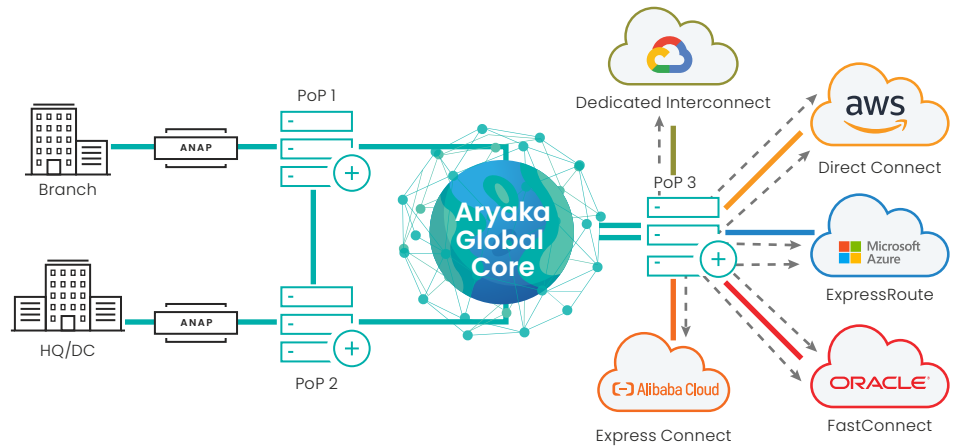 Branch
ANAP
PoP 1
HQ/DC
ANAP
PoP 2
Aryaka
Global
Core
PoP 3
Dedicated Interconnect
aws
Direct Connect
Microsoft
Azure
ExpressRoute
ORACLE
FastConnect
Alibaba Cloud
Express Connect